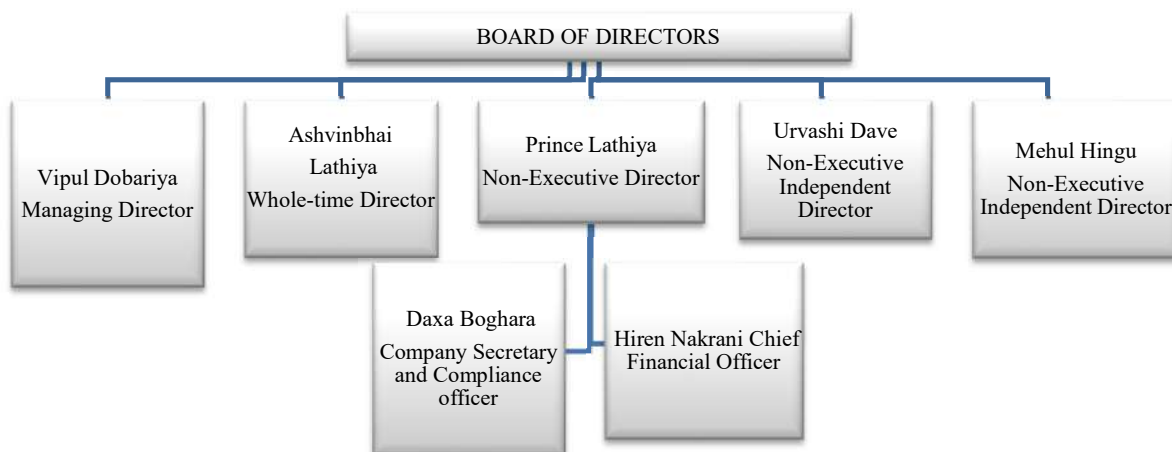 BOARD OF DIRECTORS
Vipul Dobariya
Managing Director
Ashvinbhai
Lathiya
Whole-time Director
Prince Lathiya
Non-Executive Director
Urvashi Dave
Non-Executive
Independent
Director
Mehul Hingu
Non-Executive
Independent Director
Daxa Boghara
Company Secretary
and Compliance
officer
Hiren Nakrani Chief
Financial Officer